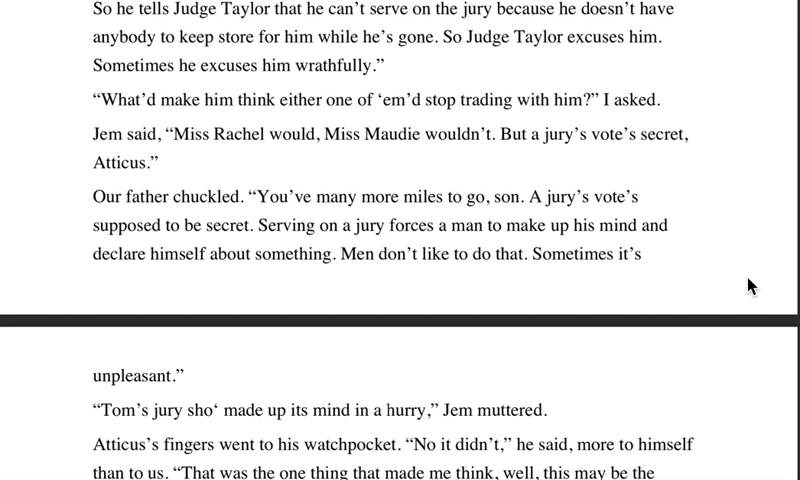 So he tells Judge Taylor that he can’t serve on the jury because he doesn’t have
anybody to keep store for him while he’s gone. So Judge Taylor excuses him.
Sometimes he excuses him wrathfully.”
“What’d make him think either one of ‘em’d stop trading with him?” I asked.
Jem said, “Miss Rachel would, Miss Maudie wouldn’t. But a jury’s vote’s secret,
Atticus.”
Our father chuckled. “You’ve many more miles to go, son. A jury’s vote’s
supposed to be secret. Serving on a jury forces a man to make up his mind and
declare himself about something. Men don’t like to do that. Sometimes it’s
unpleasant.”
“Tom’s jury sho‘ made up its mind in a hurry,” Jem muttered.
Atticus’s fingers went to his watchpocket. “No it didn’t,” he said, more to himself
than to us. “That was the one thing that made me think, well, this may be the